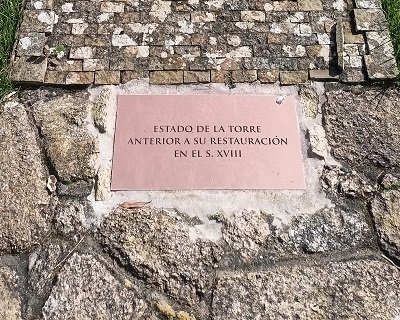 ESTADO DE LA TORRE
ANTERIOR A SU RESTAURACIÓN
EN EL S. XVIII